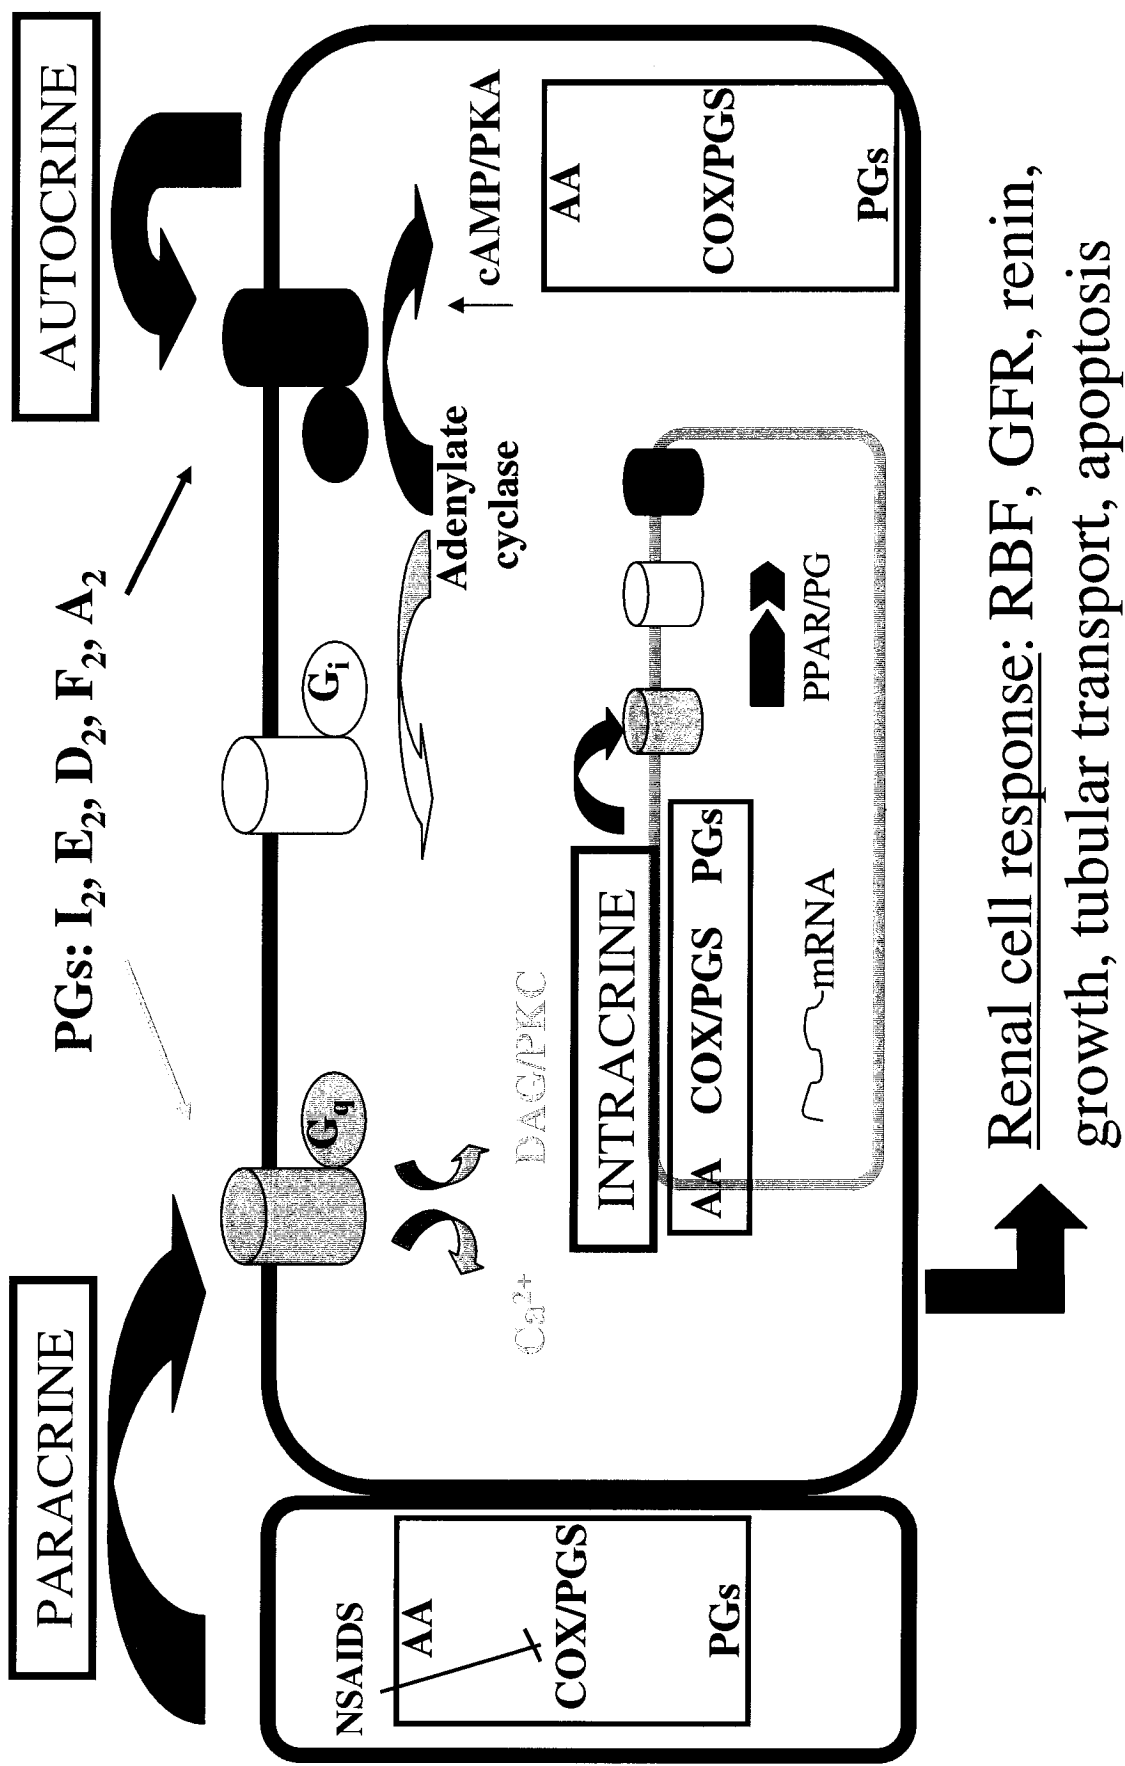 PARACRINE
AUTOCRINE
PGs: I₂, E₂, D₂, F₂, A₂
Gq
Gi
NSAIDS
AA
COX/PGS
PGs
Ca²⁺
DAG/PKC
Adenylate
cyclase
cAMP/PKA
INTRACRINE
AA COX/PGS PGs
mRNA
PPAR/PG
AA
COX/PGS
PGs
Renal cell response: RBF, GFR, renin,
growth, tubular transport, apoptosis